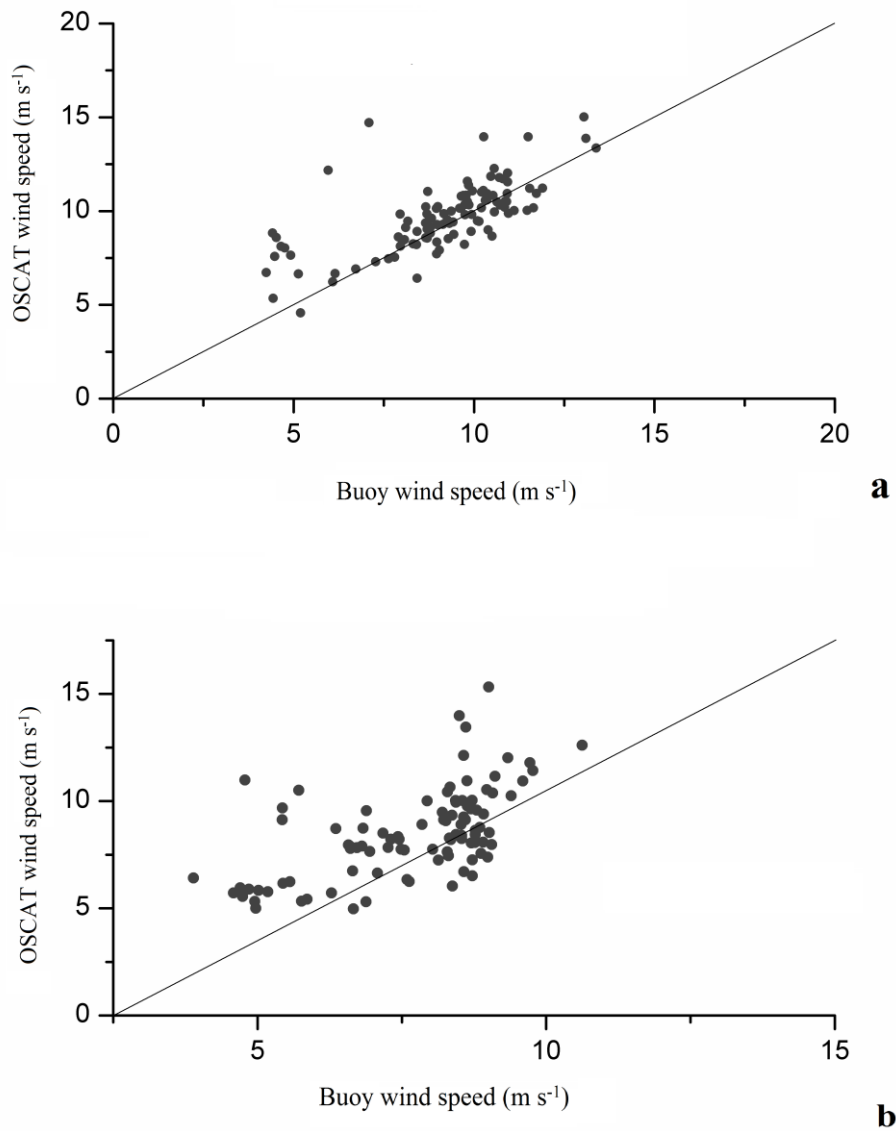 20
15
10
5
0
OSCAT wind speed (m s-1)
0 5 10 15 20
Buoy wind speed (m s-1)
a
15
10
5
0
OSCAT wind speed (m s-1)
5 10 15
Buoy wind speed (m s-1)
b